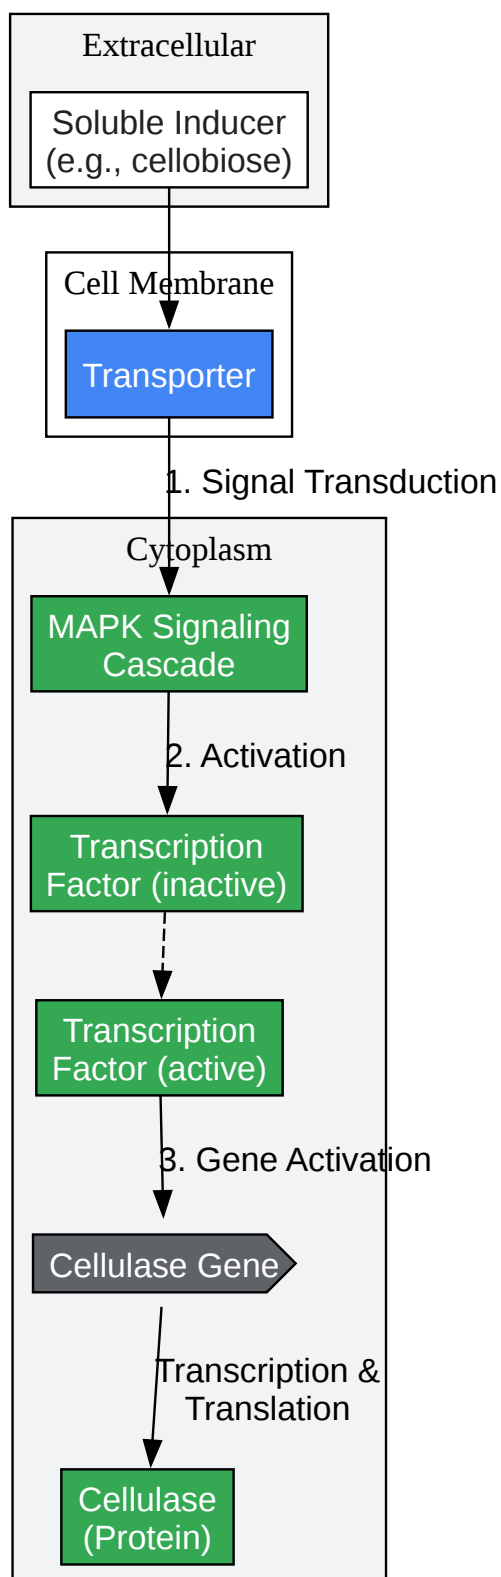 Extracellular
Soluble Inducer
(e.g., cellobiose)
Cell Membrane
Transporter
1. Signal Transduction
Cytoplasm
MAPK Signaling
Cascade
2. Activation
Transcription
Factor (inactive)
Transcription
Factor (active)
3. Gene Activation
Cellulase Gene
Transcription &
Translation
Cellulase
(Protein)